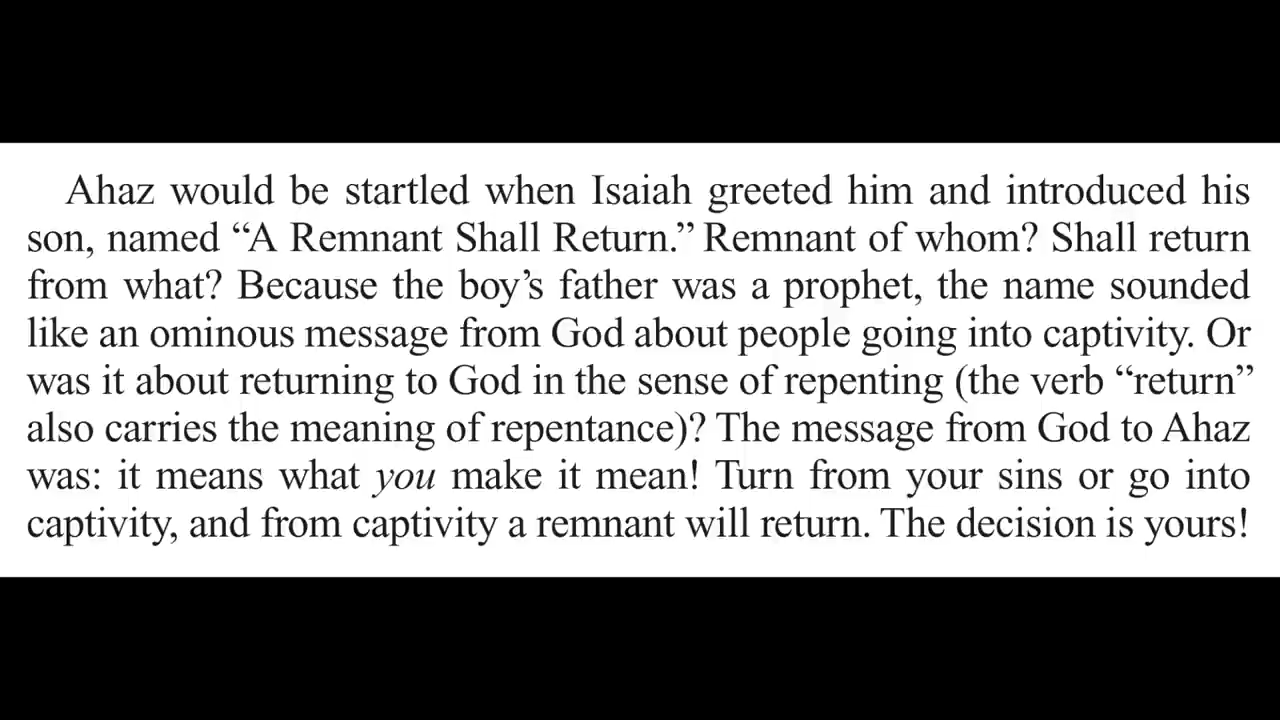 Ahaz would be startled when Isaiah greeted him and introduced his
son, named “A Remnant Shall Return.” Remnant of whom? Shall return
from what? Because the boy’s father was a prophet, the name sounded
like an ominous message from God about people going into captivity. Or
was it about returning to God in the sense of repenting (the verb “return”
also carries the meaning of repentance)? The message from God to Ahaz
was: it means what you make it mean! Turn from your sins or go into
captivity, and from captivity a remnant will return. The decision is yours!